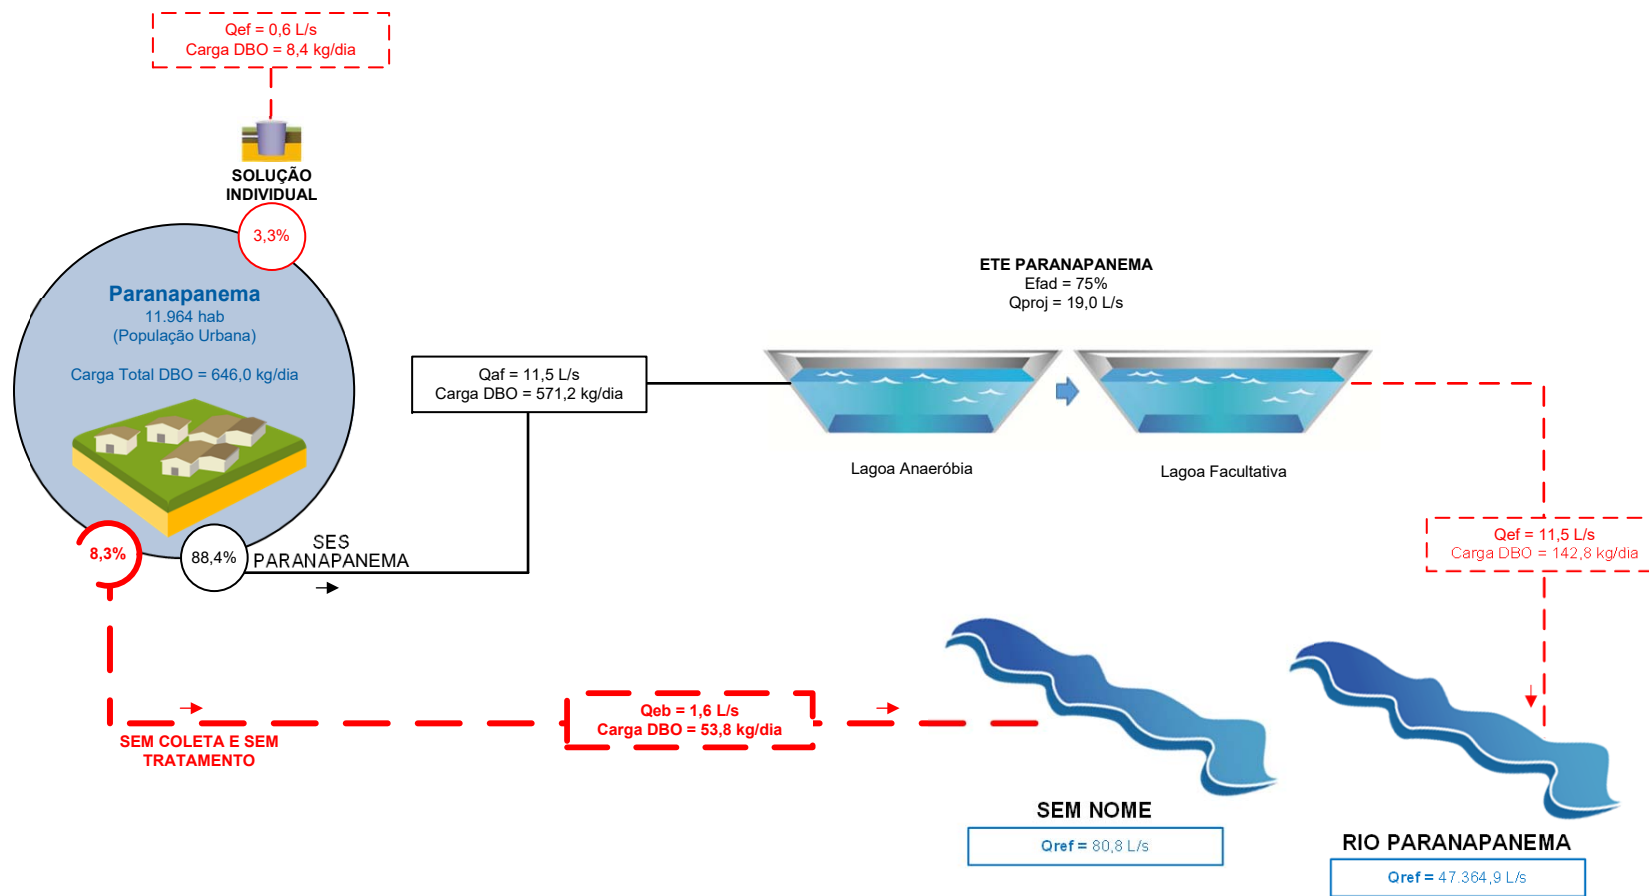 Qef = 0,6 L/s
Carga DBO = 8,4 kg/dia
SOLUÇÃO
INDIVIDUAL
3,3%
Paranapanema
11.964 hab
(População Urbana)
Carga Total DBO = 646,0 kg/dia
8,3%
88,4%
SES
PARANAPANEMA
Qaf = 11,5 L/s
Carga DBO = 571,2 kg/dia
ETE PARANAPANEMA
Efad = 75%
Qproj = 19,0 L/s
Lagoa Anaeróbia
Lagoa Facultativa
Qef = 11,5 L/s
Carga DBO = 142,8 kg/dia
SEM COLETA E SEM
TRATAMENTO
Qeb = 1,6 L/s
Carga DBO = 53,8 kg/dia
SEM NOME
Qref = 80,8 L/s
RIO PARANAPANEMA
Qref = 47.364,9 L/s